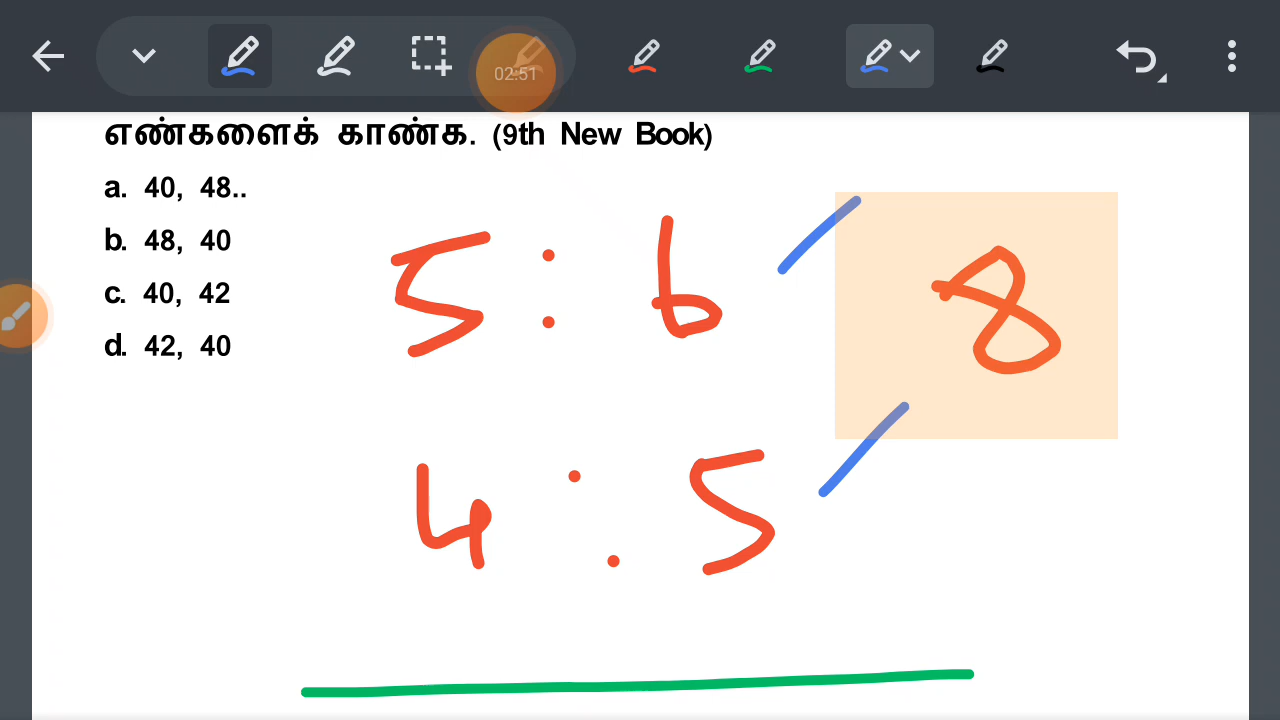 02:51
எண்களைக் காண்க. (9th New Book)
a. 40, 48..
b. 48, 40
c. 40, 42
d. 42, 40
5 : 6 8
4 : 5